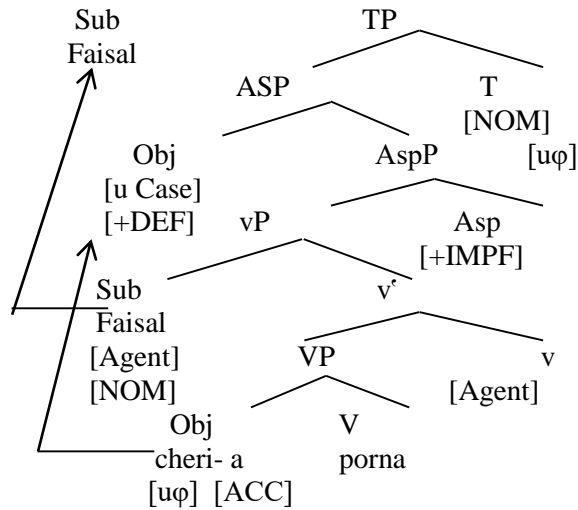 Sub TP
Faisal
ASP T
[NOM]
Obj AspP [uφ]
[u Case]
[+DEF] vP Asp
[+IMPF]
Sub v‘
Faisal
[Agent] VP v
[NOM] [Agent]
Obj V
cheri- a porna
[uφ] [ACC]